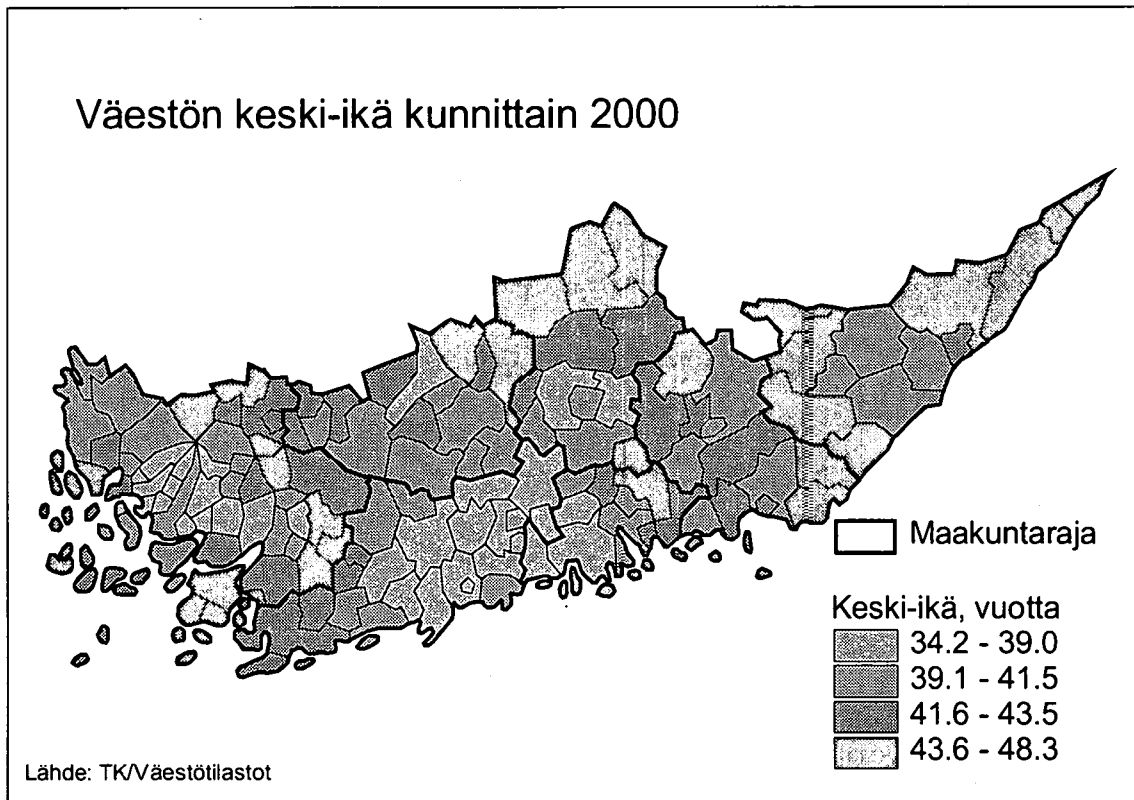 Väestön keski-ikä kunnittain 2000
Maakuntaraja
Keski-ikä, vuotta
34.2 - 39.0
39.1 - 41.5
41.6 - 43.5
43.6 - 48.3
Lähde: TK/Väestötilastot